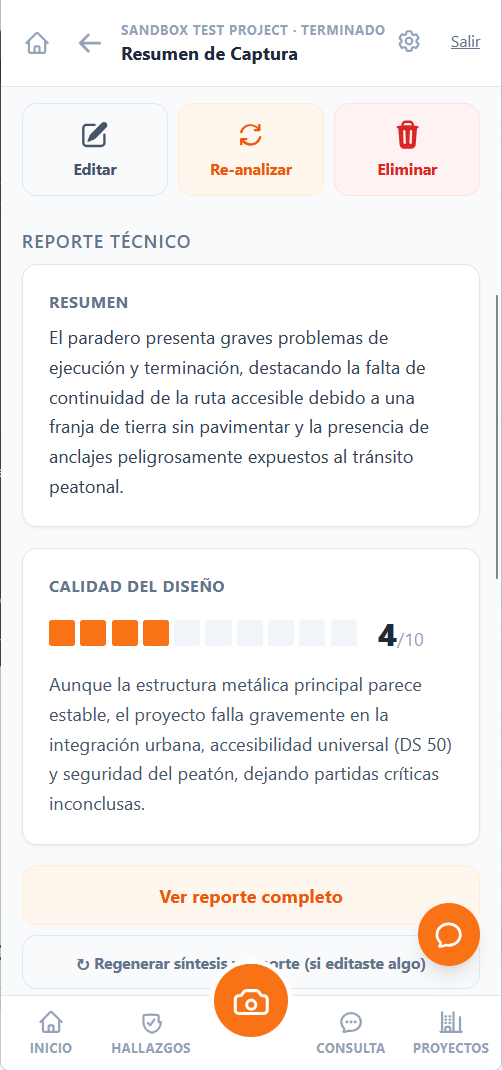 SANDBOX TEST PROJECT · TERMINADO
Resumen de Captura
Salir
Editar
Re-analizar
Eliminar
REPORTE TÉCNICO
RESUMEN
El paradero presenta graves problemas de
ejecución y terminación, destacando la falta de
continuidad de la ruta accesible debido a una
franja de tierra sin pavimentar y la presencia de
anclajes peligrosamente expuestos al tránsito
peatonal.
CALIDAD DEL DISEÑO
4/10
Aunque la estructura metálica principal parece
estable, el proyecto falla gravemente en la
integración urbana, accesibilidad universal (DS 50)
y seguridad del peatón, dejando partidas críticas
inconclusas.
Ver reporte completo
↻ Regenerar síntesis (si editaste algo)
INICIO
HALLAZGOS
CONSULTA
PROYECTOS